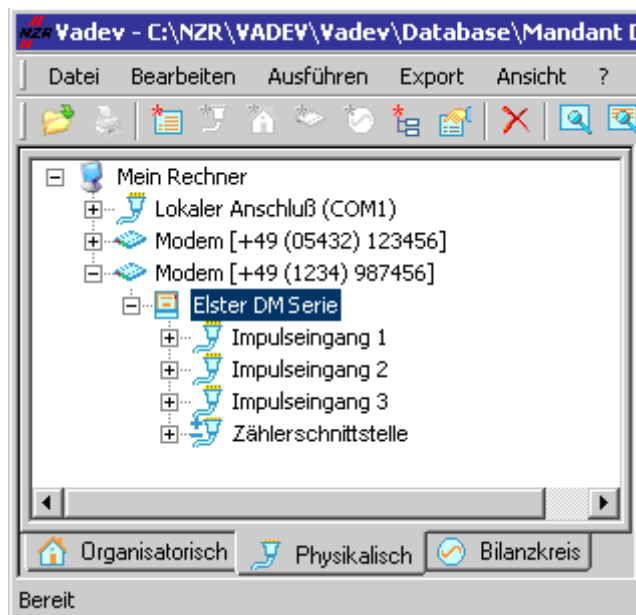 NZR Vadev - C:\NZR\VADEV\Vadev\Database\Mandant
Datei Bearbeiten Ausführen Export Ansicht ?
Mein Rechner
Lokaler Anschluß (COM1)
Modem [+49 (05432) 123456]
Modem [+49 (1234) 987456]
Elster DM Serie
Impulseingang 1
Impulseingang 2
Impulseingang 3
Zählerschnittstelle
Organisatorisch Physikalisch Bilanzkreis
Bereit